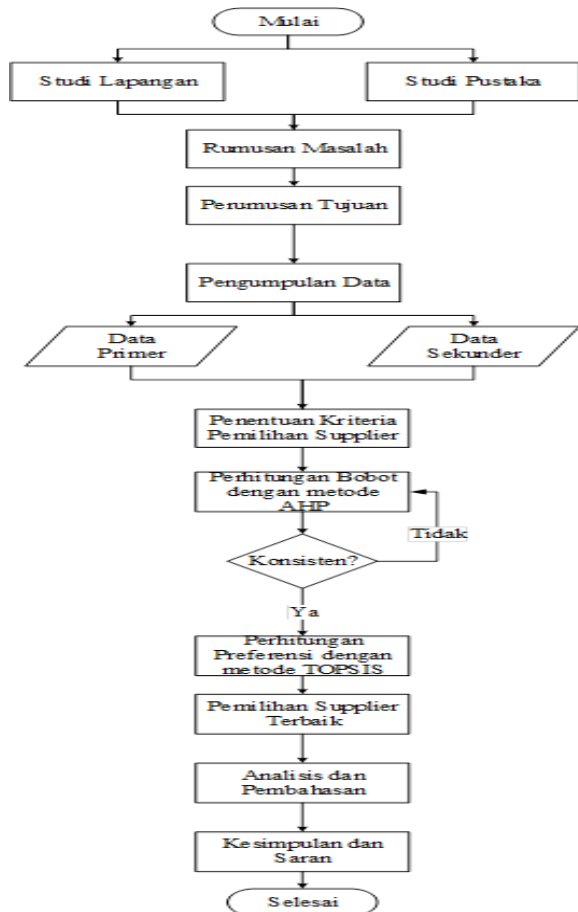 Mulai
Studi Lapangan
Studi Pustaka
Rumusan Masalah
Perumusan Tujuan
Pengumpulan Data
Data
Primer
Data
Sekunder
Penentuan Kriteria
Pemilihan Supplier
Perhitungan Bobot
dengan metode
AHP
Tidak
Konsisten?
Ya
Perhitungan
Preferensi dengan
metode TOPSIS
Pemilihan Supplier
Terbaik
Analisis dan
Pembahasan
Kesimpulan dan
Saran
Selesai